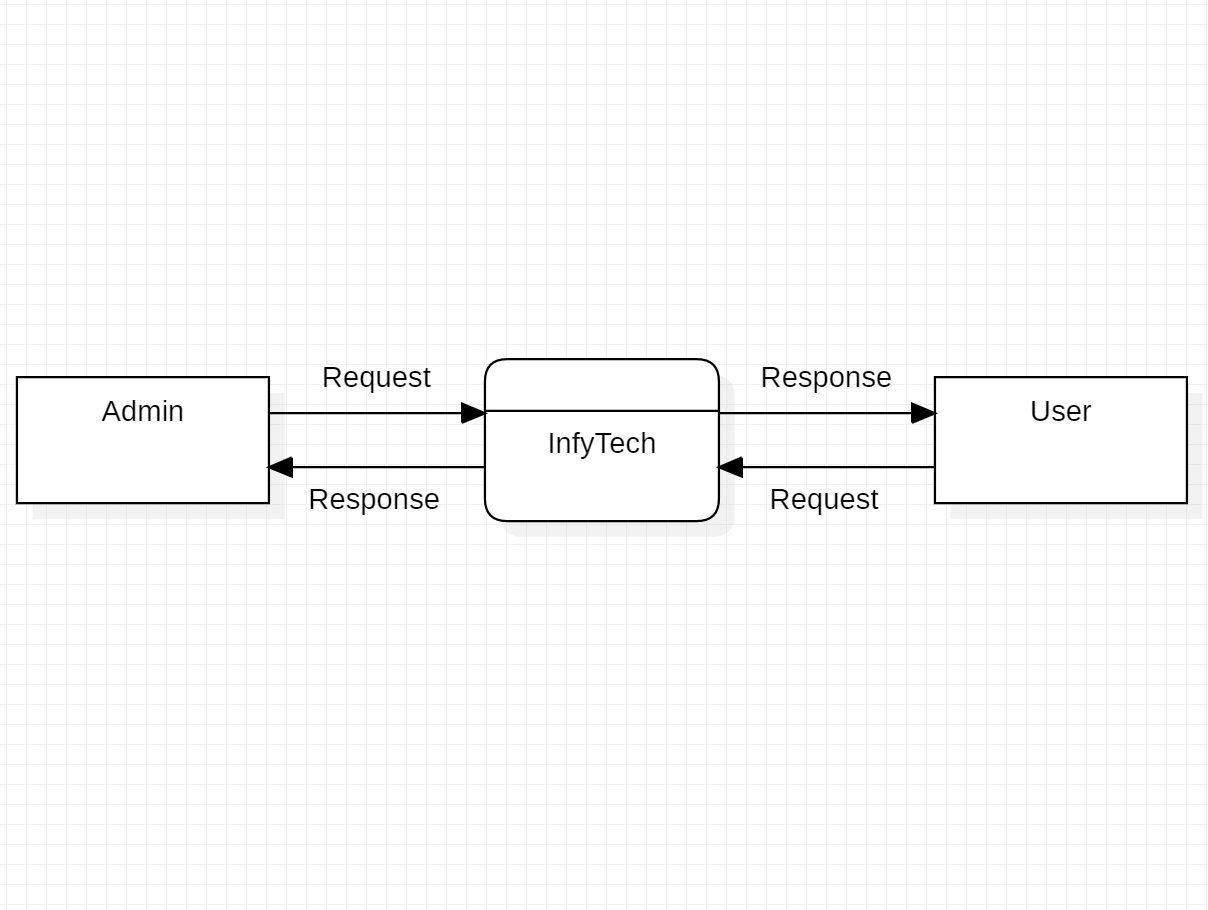 Request
Response
Admin
User
InfyTech
Response
Request